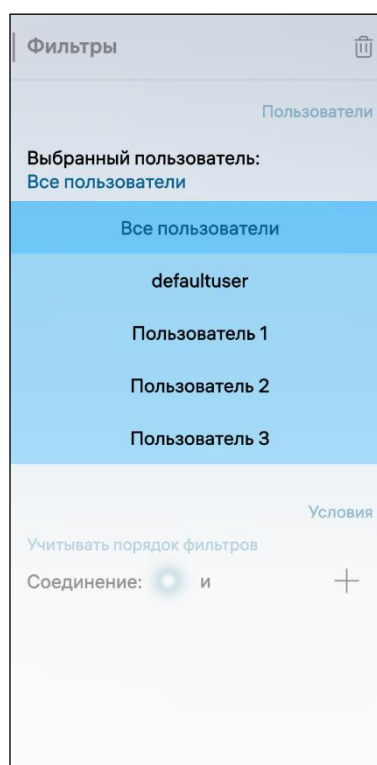 Фильтры
Пользователи
Выбранный пользователь:
Все пользователи
Все пользователи
defaultuser
Пользователь 1
Пользователь 2
Пользователь 3
Условия
Учитывать порядок фильтров
Соединение: и